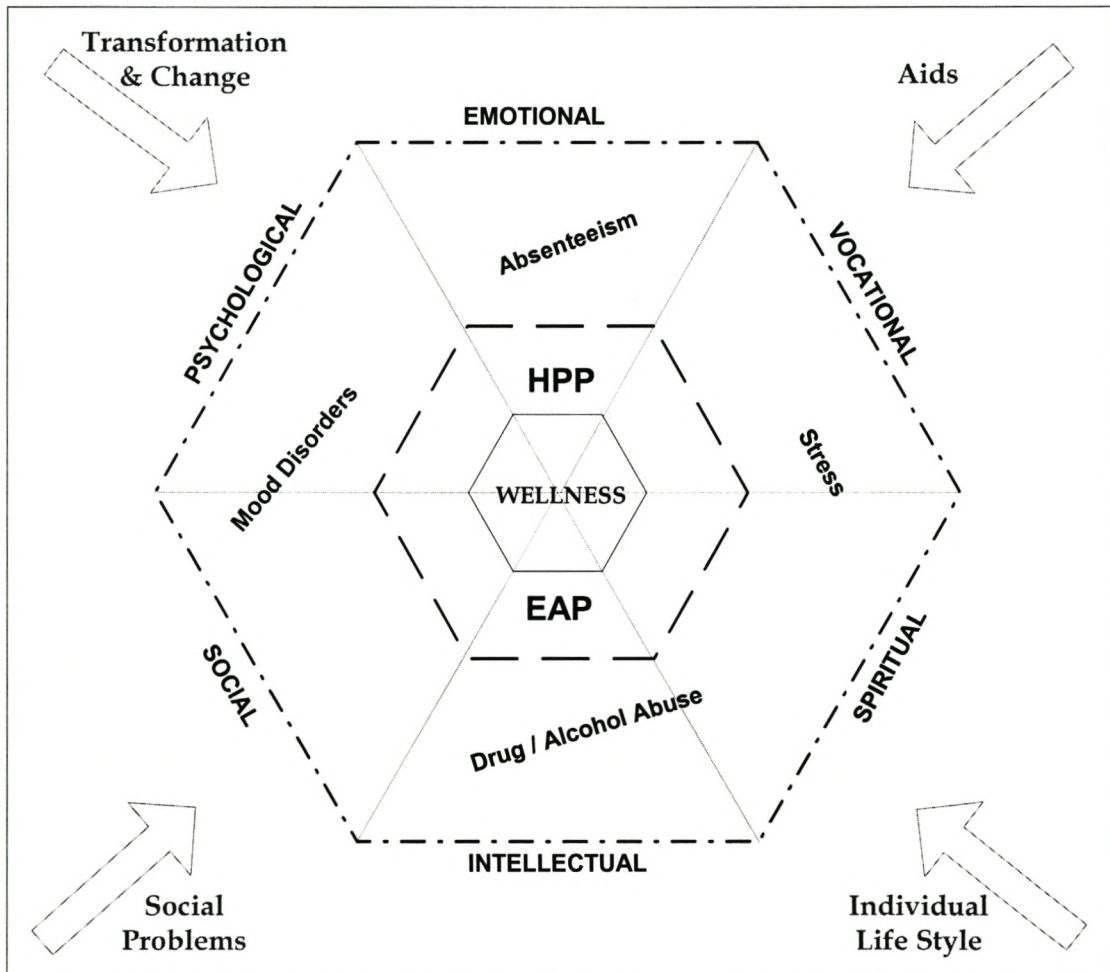 Transformation
& Change
Aids
EMOTIONAL
PSYCHOLOGICAL
VOCATIONAL
Absenteeism
HPP
Mood Disorders
Stress
WELLNESS
EAP
SOCIAL
SPIRITUAL
Drug / Alcohol Abuse
INTELLECTUAL
Social
Problems
Individual
Life Style